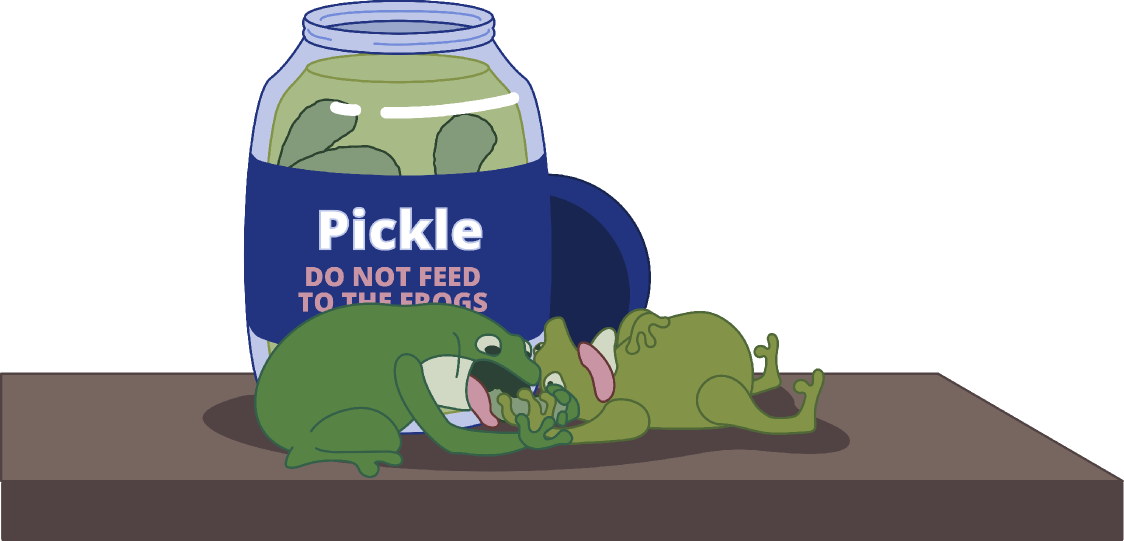 Pickle
DO NOT FEED
TO THE FROGS